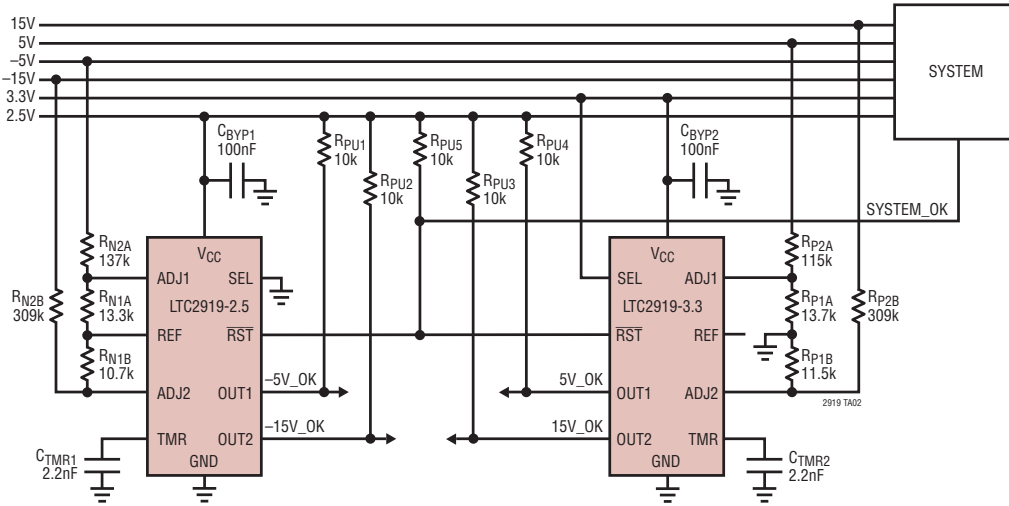 15V
5V
–5V
–15V
3.3V
2.5V
SYSTEM
CBYP1
100nF
RPU1
10k
RPU2
10k
RPU5
10k
RPU3
10k
RPU4
10k
CBYP2
100nF
SYSTEM_OK
RN2A
137k
RN2B
309k
RN1A
13.3k
RN1B
10.7k
VCC
ADJ1
SEL
LTC2919-2.5
REF
RST
ADJ2
OUT1
TMR
OUT2
GND
–5V_OK
–15V_OK
CTMR1
2.2nF
VCC
SEL
ADJ1
LTC2919-3.3
RST
REF
OUT1
ADJ2
OUT2
TMR
GND
5V_OK
15V_OK
RP2A
115k
RP1A
13.7k
RP2B
309k
RP1B
11.5k
2919 TA02
CTMR2
2.2nF